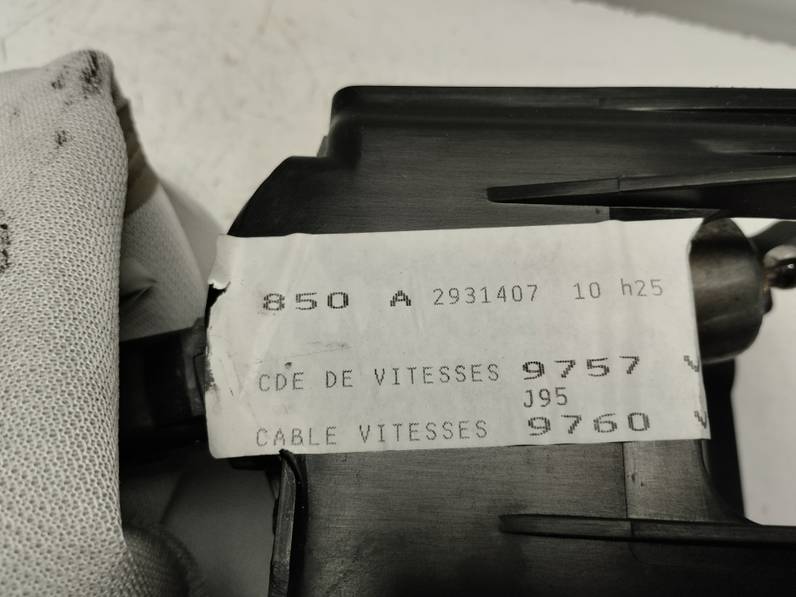 850 A 2931407 10 h25
CDE DE VITESSES 9757 V
J95
CABLE VITESSES 9760 V